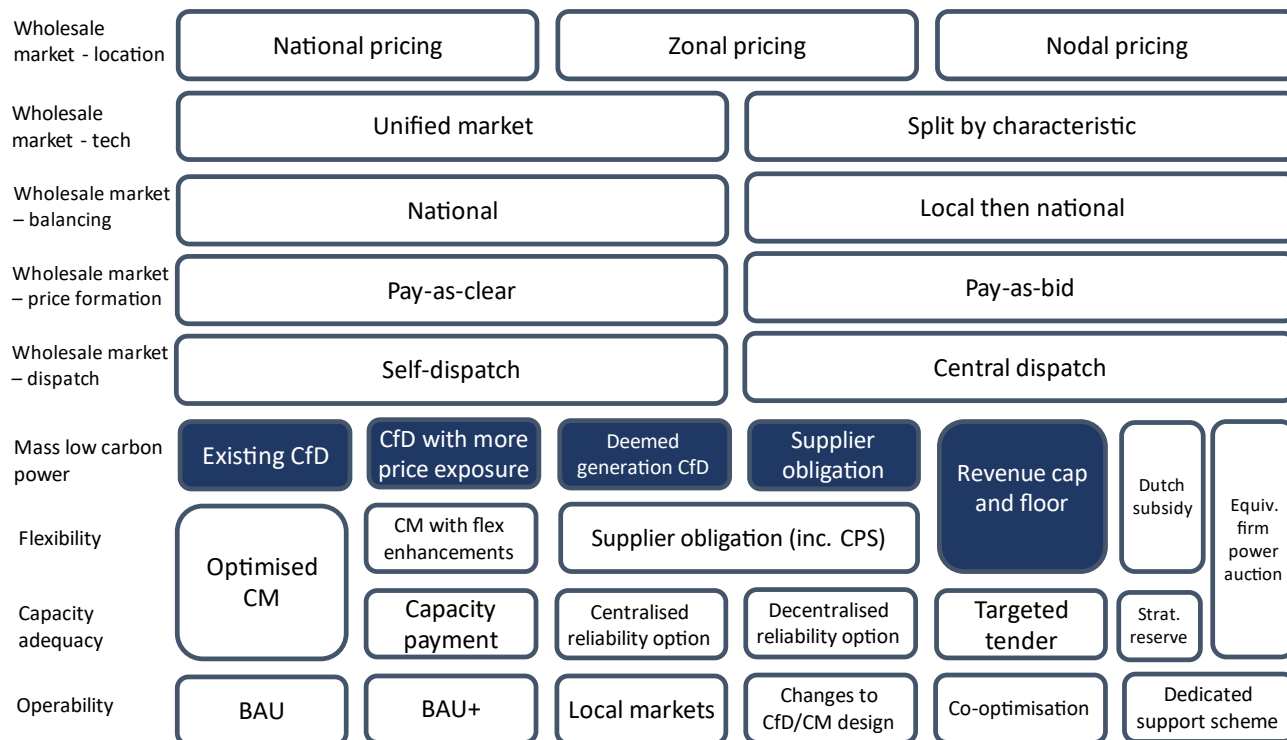 Wholesale
market - location
National pricing
Zonal pricing
Nodal pricing
Wholesale
market - tech
Unified market
Split by characteristic
Wholesale market
– balancing
National
Local then national
Wholesale market
– price formation
Pay-as-clear
Pay-as-bid
Wholesale market
– dispatch
Self-dispatch
Central dispatch
Mass low carbon
power
Existing CfD
CfD with more
price exposure
Deemed
generation CfD
Supplier
obligation
Revenue cap
and floor
Dutch
subsidy
Equiv.
firm
power
auction
Flexibility
Optimised
CM
CM with flex
enhancements
Supplier obligation (inc. CPS)
Capacity
adequacy
Capacity
payment
Centralised
reliability option
Decentralised
reliability option
Targeted
tender
Strat.
reserve
Operability
BAU
BAU+
Local markets
Changes to
CfD/CM design
Co-optimisation
Dedicated
support scheme